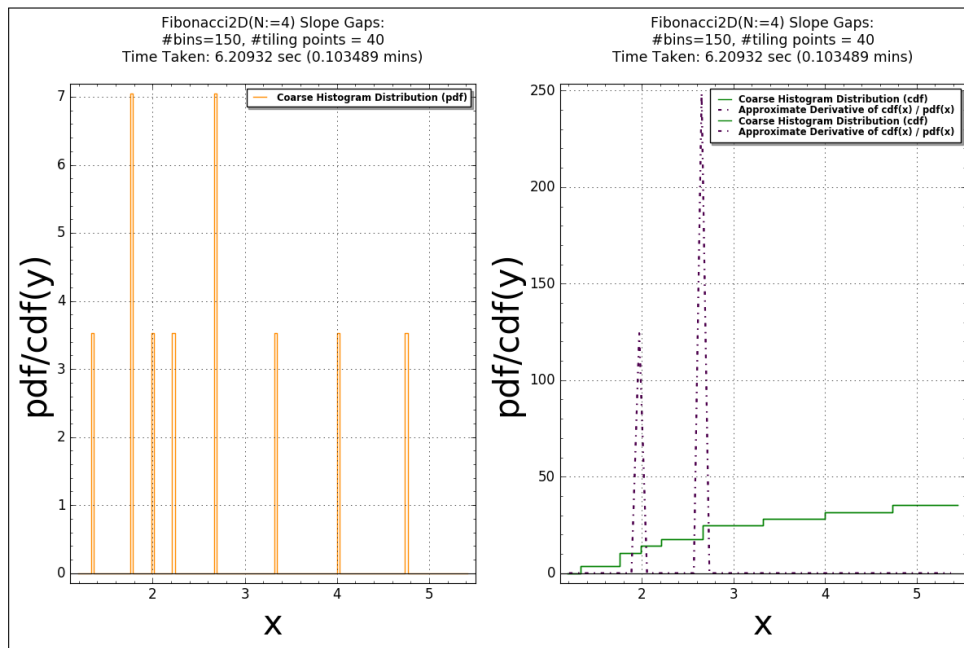 Fibonacci2D(N:=4) Slope Gaps:
#bins=150, #tiling points = 40
Time Taken: 6.20932 sec (0.103489 mins)
Coarse Histogram Distribution (pdf)
7
6
5
4
3
2
1
0
pdf/cdf(y)
2
3
4
5
x
Fibonacci2D(N:=4) Slope Gaps:
#bins=150, #tiling points = 40
Time Taken: 6.20932 sec (0.103489 mins)
Coarse Histogram Distribution (cdf)
Approximate Derivative of cdf(x) / pdf(x)
Coarse Histogram Distribution (cdf)
Approximate Derivative of cdf(x) / pdf(x)
250
200
150
100
50
0
pdf/cdf(y)
2
3
4
5
x